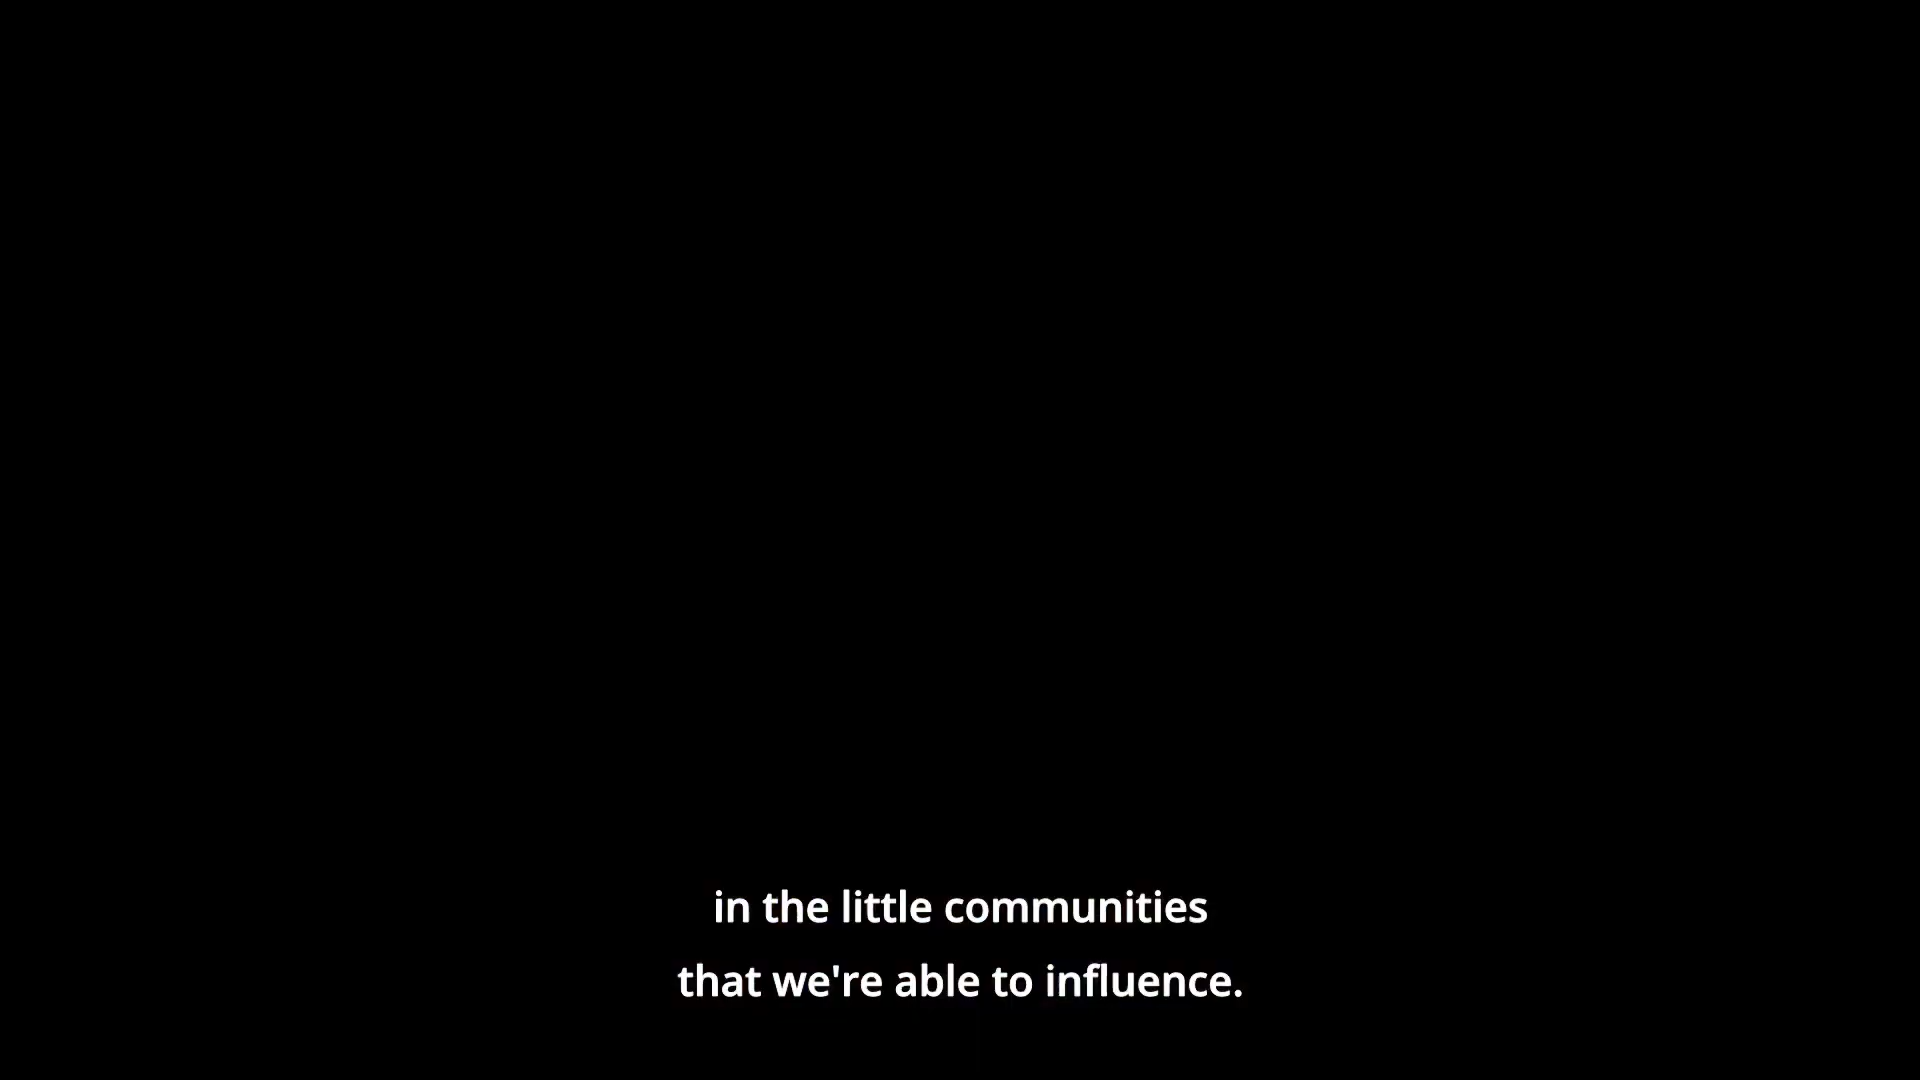 in the little communities
that we're able to influence.